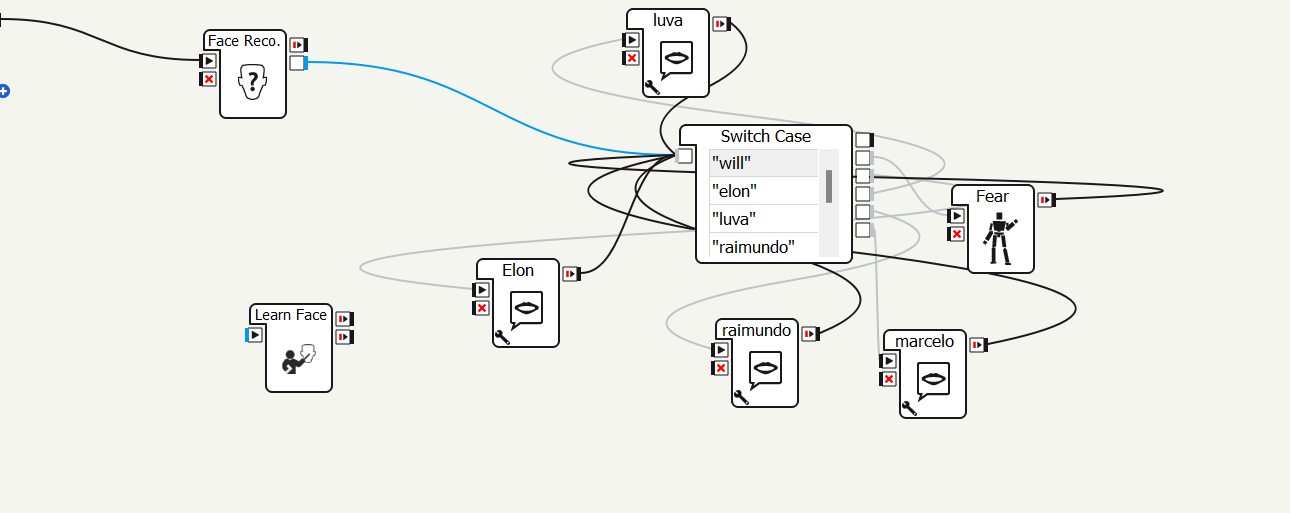 luva
Face Reco.
?
Switch Case
"will"
"elon"
"luva"
"raimundo"
Fear
Elon
Learn Face
raimundo
marcelo